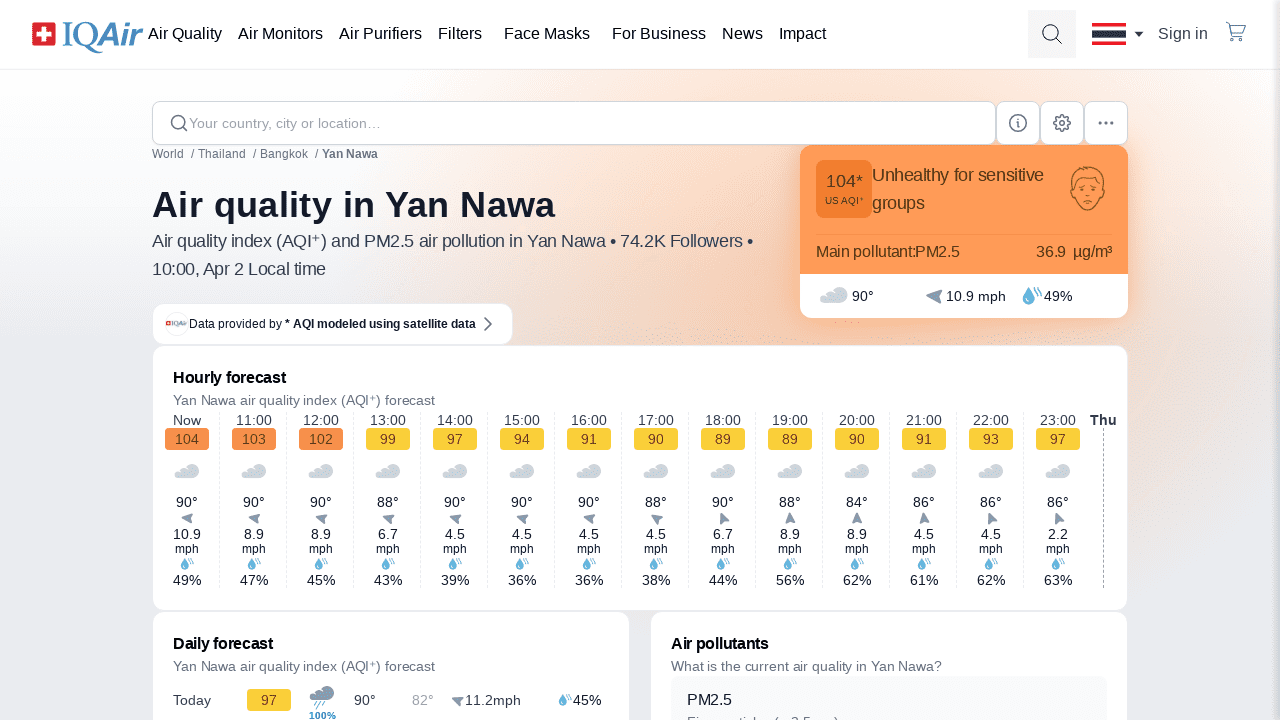 IQAir
Air Quality
Air Monitors
Air Purifiers
Filters
Face Masks
For Business
News
Impact
Sign in
Your country, city or location…
World / Thailand / Bangkok / Yan Nawa
Air quality in Yan Nawa
Air quality index (AQI⁺) and PM2.5 air pollution in Yan Nawa • 74.2K Followers •
10:00, Apr 2 Local time
104*
US AQI⁺
Unhealthy for sensitive
groups
Main pollutant:PM2.5 36.9 µg/m³
90° 10.9 mph 49%
Data provided by * AQI modeled using satellite data
Hourly forecast
Yan Nawa air quality index (AQI⁺) forecast
Now 11:00 12:00 13:00 14:00 15:00 16:00 17:00 18:00 19:00 20:00 21:00 22:00 23:00 Thu
104 103 102 99 97 94 91 90 89 89 90 91 93 97
90° 90° 90° 88° 90° 90° 90° 88° 90° 88° 84° 86° 86° 86°
10.9 8.9 8.9 6.7 4.5 4.5 4.5 4.5 6.7 8.9 8.9 4.5 4.5 2.2
mph mph mph mph mph mph mph mph mph mph mph mph mph mph
49% 47% 45% 43% 39% 36% 36% 38% 44% 56% 62% 61% 62% 63%
Daily forecast
Yan Nawa air quality index (AQI⁺) forecast
Today 97 100% 90° 82° 11.2mph 45%
Air pollutants
What is the current air quality in Yan Nawa?
PM2.5